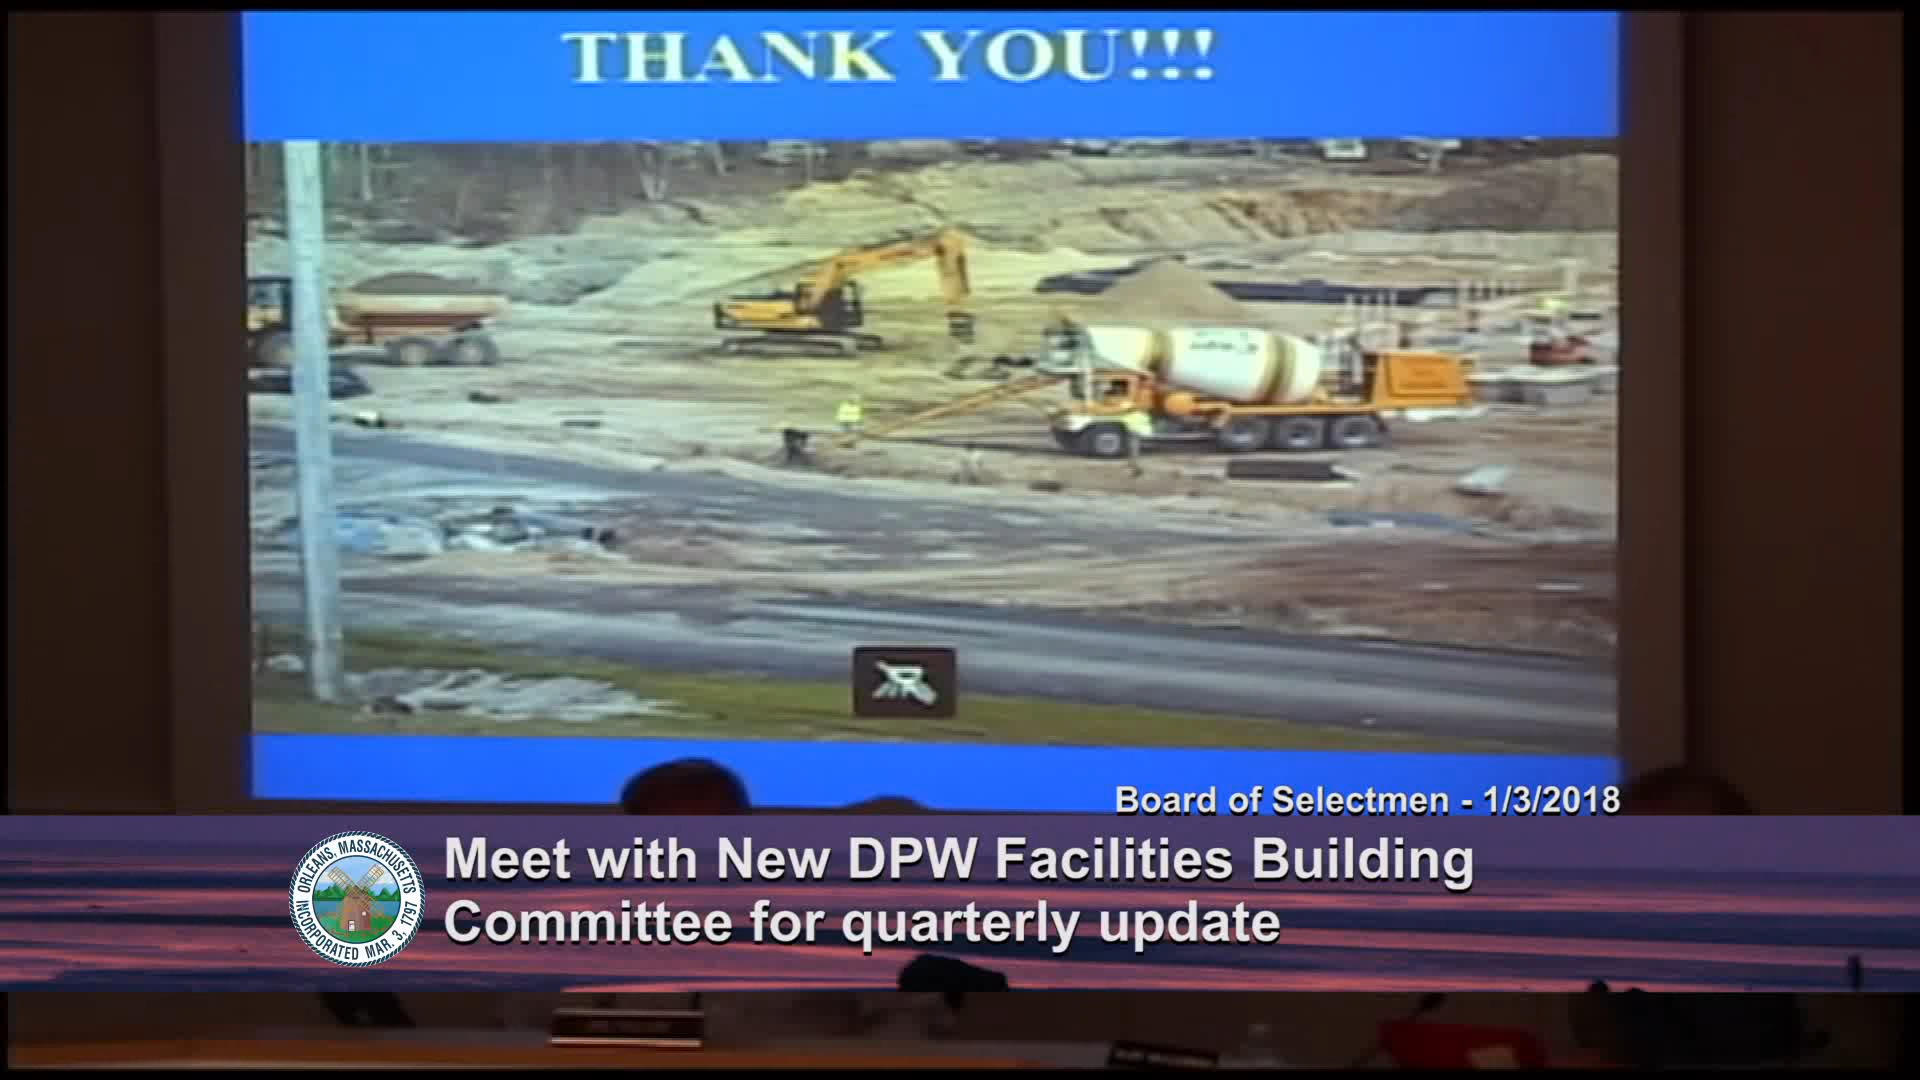 THANK YOU!!!
Board of Selectmen - 1/3/2018
Meet with New DPW Facilities Building
Committee for quarterly update
ORLEANS, MASSACHUSETTS
INCORPORATED MAR. 3, 1797